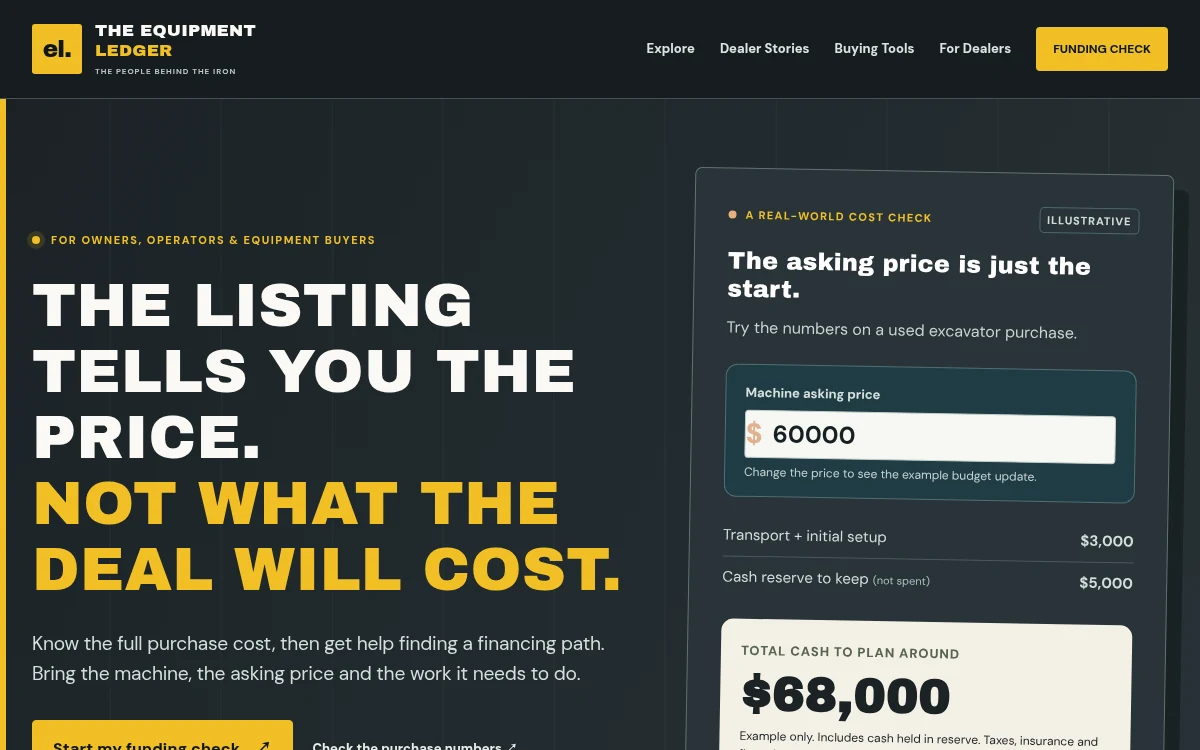 el.
THE EQUIPMENT
LEDGER
THE PEOPLE BEHIND THE IRON
Explore
Dealer Stories
Buying Tools
For Dealers
FUNDING CHECK
FOR OWNERS, OPERATORS & EQUIPMENT BUYERS
THE LISTING
TELLS YOU THE
PRICE.
NOT WHAT THE
DEAL WILL COST.
Know the full purchase cost, then get help finding a financing path.
Bring the machine, the asking price and the work it needs to do.
Start my funding check ↗
Check the purchase numbers ↗
A REAL-WORLD COST CHECK
ILLUSTRATIVE
The asking price is just the
start.
Try the numbers on a used excavator purchase.
Machine asking price
$ 60000
Change the price to see the example budget update.
Transport + initial setup $3,000
Cash reserve to keep (not spent) $5,000
TOTAL CASH TO PLAN AROUND
$68,000
Example only. Includes cash held in reserve. Taxes, insurance and